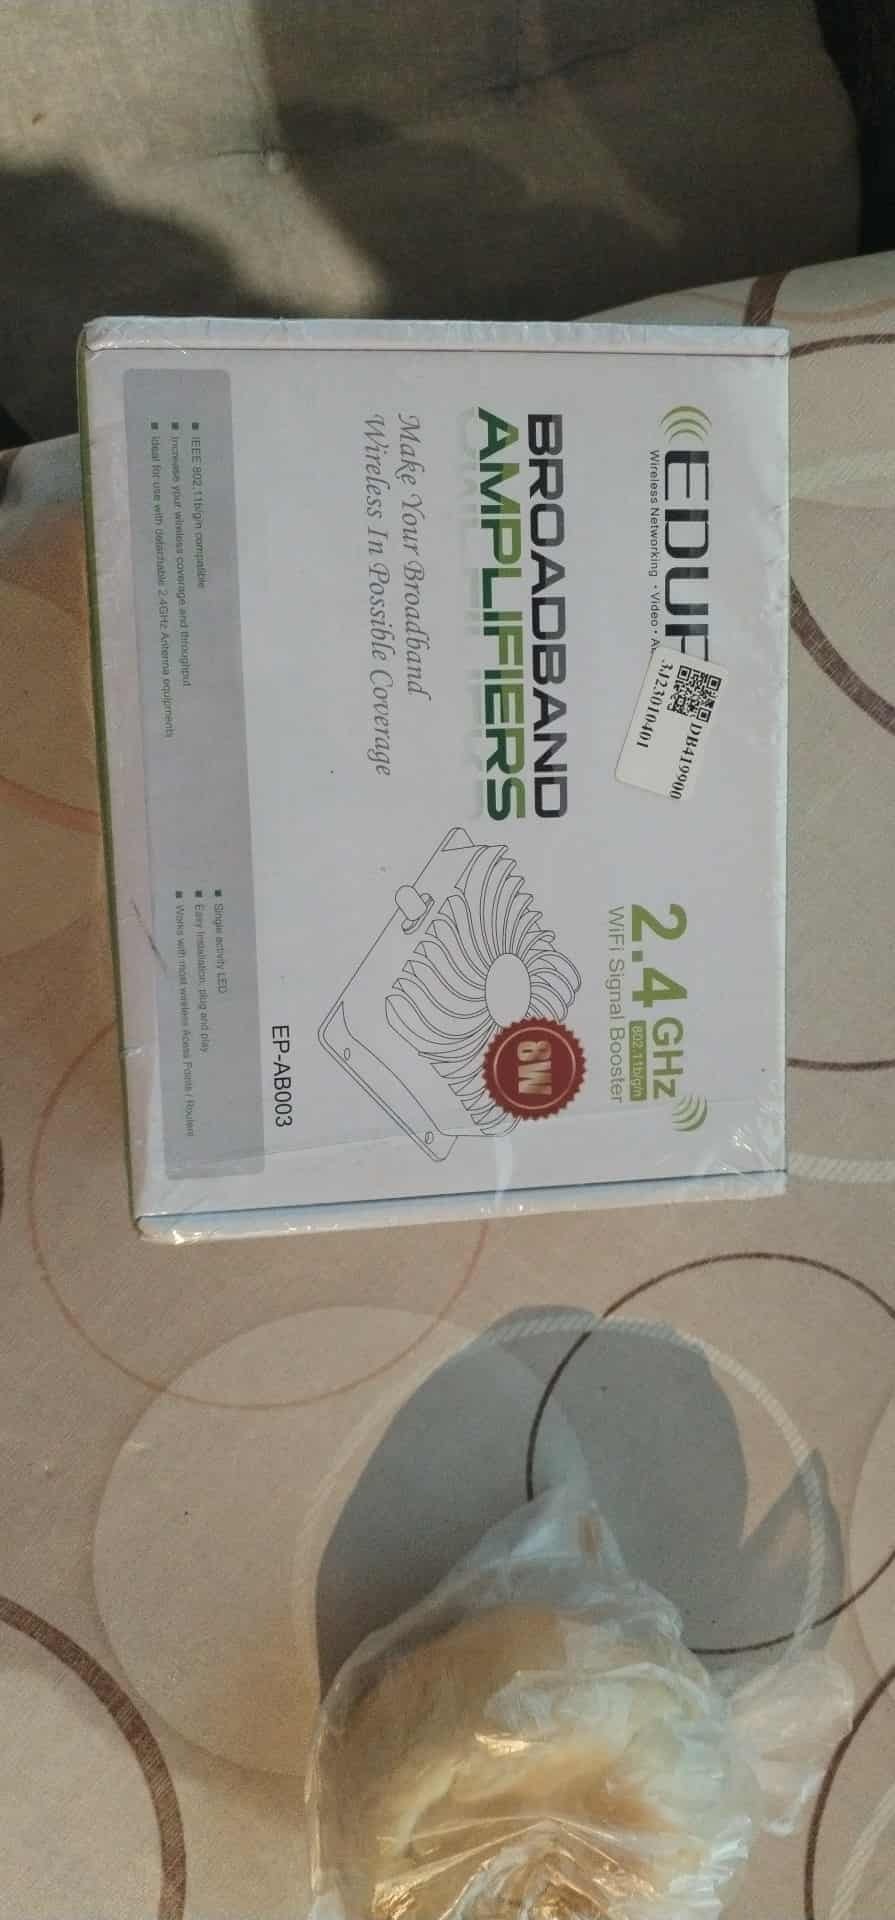 EDUP
Wireless Networking • Video •
DB419900
3J23010401
2.4 GHz
802.11b/g/n
WiFi Signal Booster
BROADBAND
AMPLIFIERS
Make Your Broadband
Wireless In Possible Coverage
8W
EP-AB003
IEEE 802.11b/g/n compatible
Increase your wireless coverage and throughput
Ideal for use with detachable 2.4GHz Antenna equipments
Single activity LED
Easy Installation, plug and play
Works with most wireless Acess Points / Routers